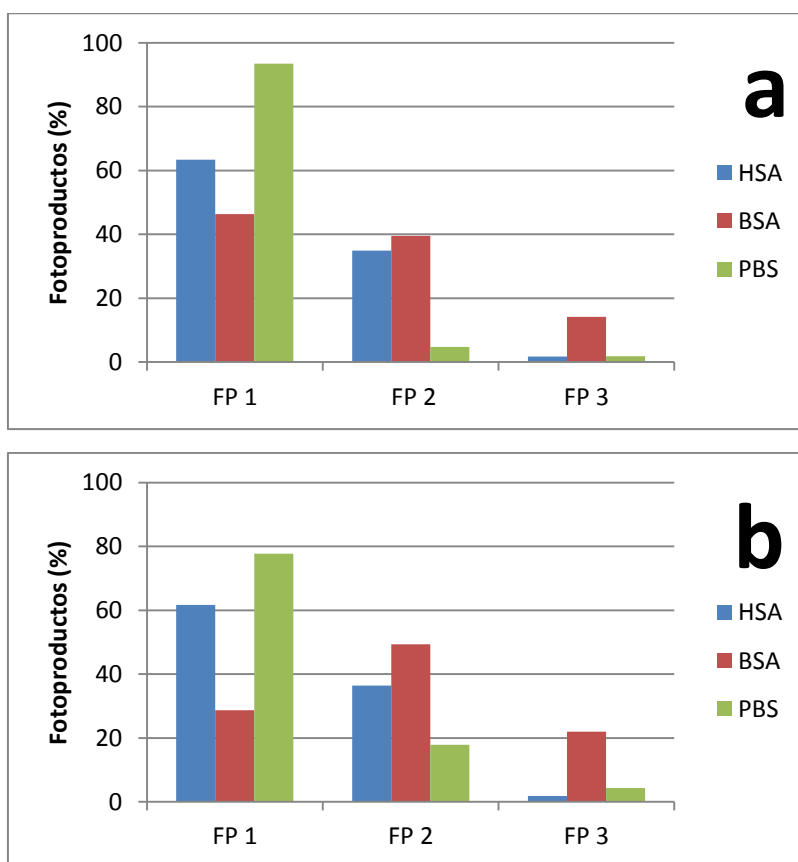 a
Fotoproductos (%)
100
80
60
40
20
0
FP 1 FP 2 FP 3
HSA
BSA
PBS
b
Fotoproductos (%)
100
80
60
40
20
0
FP 1 FP 2 FP 3
HSA
BSA
PBS